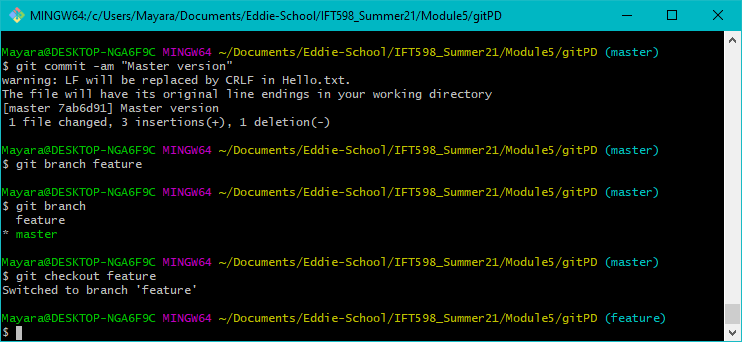 MINGW64:/c/Users/Mayara/Documents/Eddie-School/IFT598_Summer21/Module5/gitPD
Mayara@DESKTOP-NGA6F9C MINGW64 ~/Documents/Eddie-School/IFT598_Summer21/Module5/gitPD (master)
$ git commit -am "Master version"
warning: LF will be replaced by CRLF in Hello.txt.
The file will have its original line endings in your working directory
[master 7ab6d91] Master version
 1 file changed, 3 insertions(+), 1 deletion(-)
Mayara@DESKTOP-NGA6F9C MINGW64 ~/Documents/Eddie-School/IFT598_Summer21/Module5/gitPD (master)
$ git branch feature
Mayara@DESKTOP-NGA6F9C MINGW64 ~/Documents/Eddie-School/IFT598_Summer21/Module5/gitPD (master)
$ git branch
  feature
* master
Mayara@DESKTOP-NGA6F9C MINGW64 ~/Documents/Eddie-School/IFT598_Summer21/Module5/gitPD (master)
$ git checkout feature
Switched to branch 'feature'
Mayara@DESKTOP-NGA6F9C MINGW64 ~/Documents/Eddie-School/IFT598_Summer21/Module5/gitPD (feature)
$